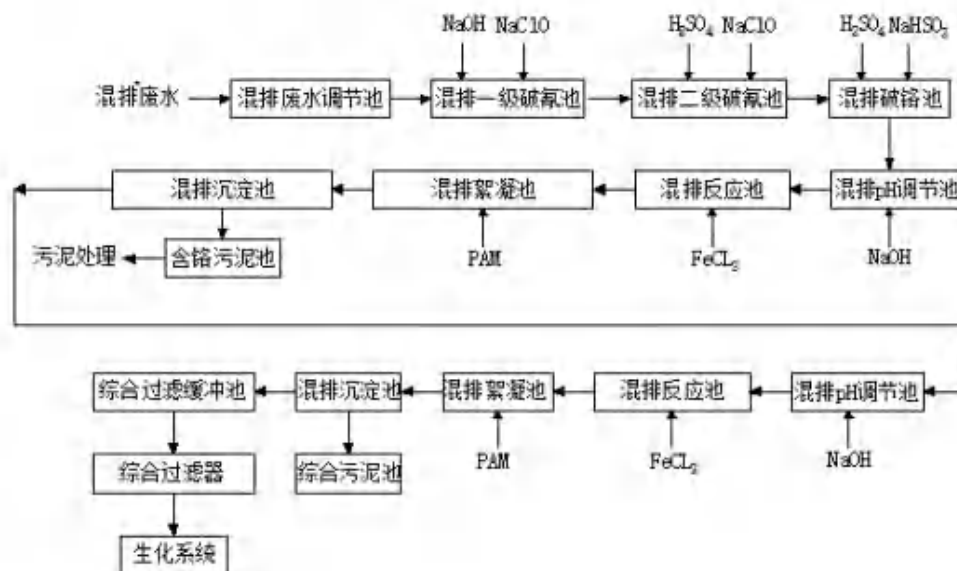 NaOH NaClO
H₂SO₄ NaClO
H₂SO₄ NaHSO₃
混排废水
混排废水调节池
混排一级破氰池
混排二级破氰池
混排破铬池
混排沉淀池
混排絮凝池
混排反应池
混排pH调节池
污泥处理
含铬污泥池
PAM
FeCL₂
NaOH
综合过滤缓冲池
混排沉淀池
混排絮凝池
混排反应池
混排pH调节池
综合过滤器
综合污泥池
PAM
FeCL₂
NaOH
生化系统